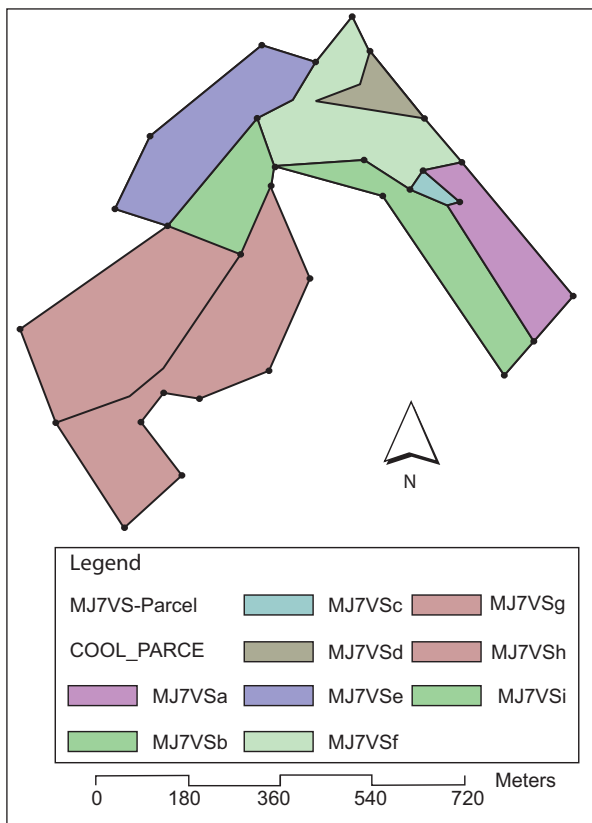 N
Legend
MJ7VS-Parcel
COOL_PARCE
MJ7VSa
MJ7VSb
MJ7VSc
MJ7VSd
MJ7VSe
MJ7VSf
MJ7VSg
MJ7VSh
MJ7VSi
Meters
0 180 360 540 720